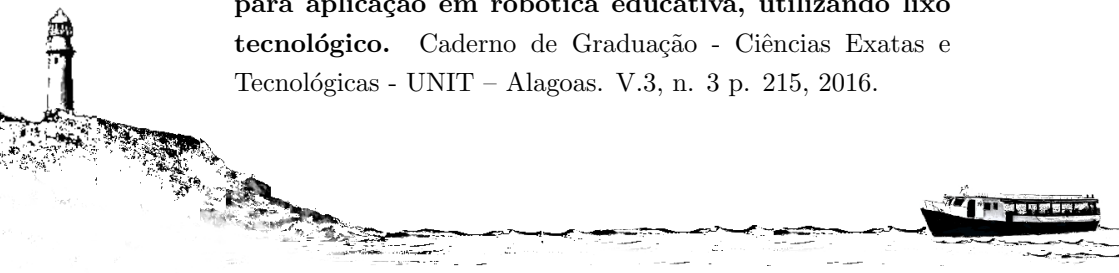 para aplicação em robótica educativa, utilizando lixo
tecnológico. Caderno de Graduação - Ciências Exatas e
Tecnológicas - UNIT – Alagoas. V.3, n. 3 p. 215, 2016.